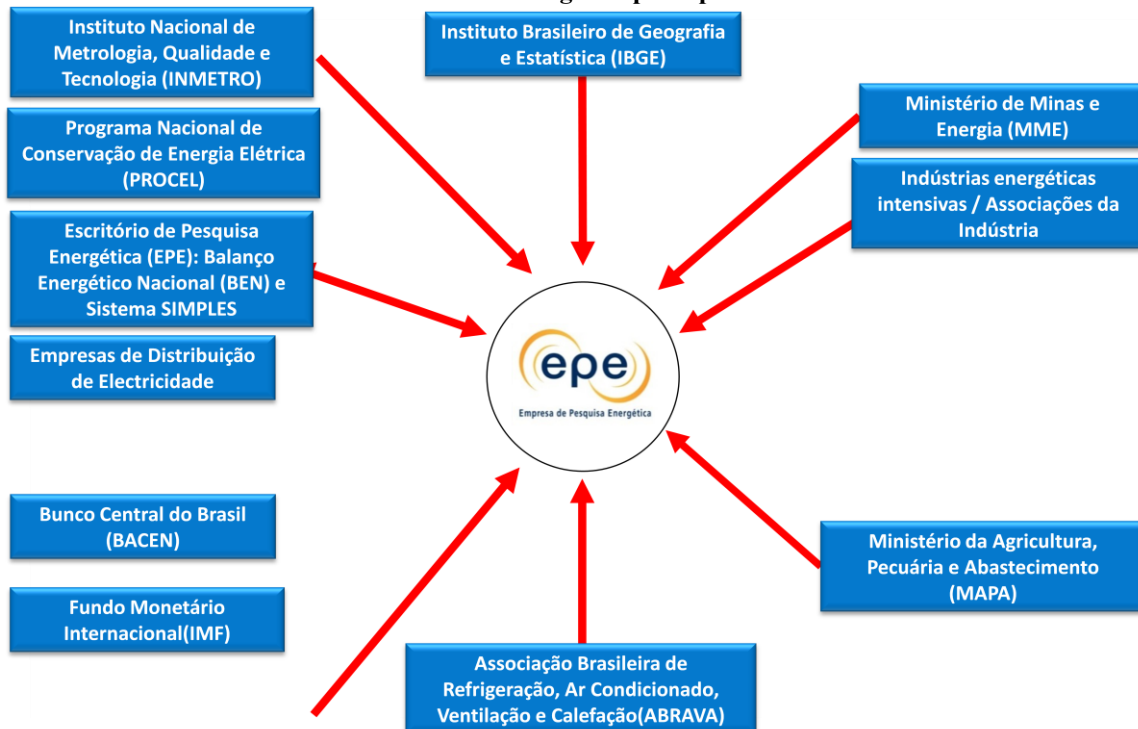 Instituto Nacional de
Metrologia, Qualidade e
Tecnologia (INMETRO)
Programa Nacional de
Conservação de Energia Elétrica
(PROCEL)
Escritório de Pesquisa
Energética (EPE): Balanço
Energético Nacional (BEN) e
Sistema SIMPLES
Empresas de Distribuição
de Electricidade
Bunco Central do Brasil
(BACEN)
Fundo Monetário
Internacional(IMF)
Instituto Brasileiro de Geografia
e Estatística (IBGE)
epe
Empresa de Pesquisa Energética
Associação Brasileira de
Refrigeração, Ar Condicionado,
Ventilação e Calefação(ABRAVA)
Ministério de Minas e
Energia (MME)
Indústrias energéticas
intensivas / Associações da
Indústria
Ministério da Agricultura,
Pecuária e Abastecimento
(MAPA)